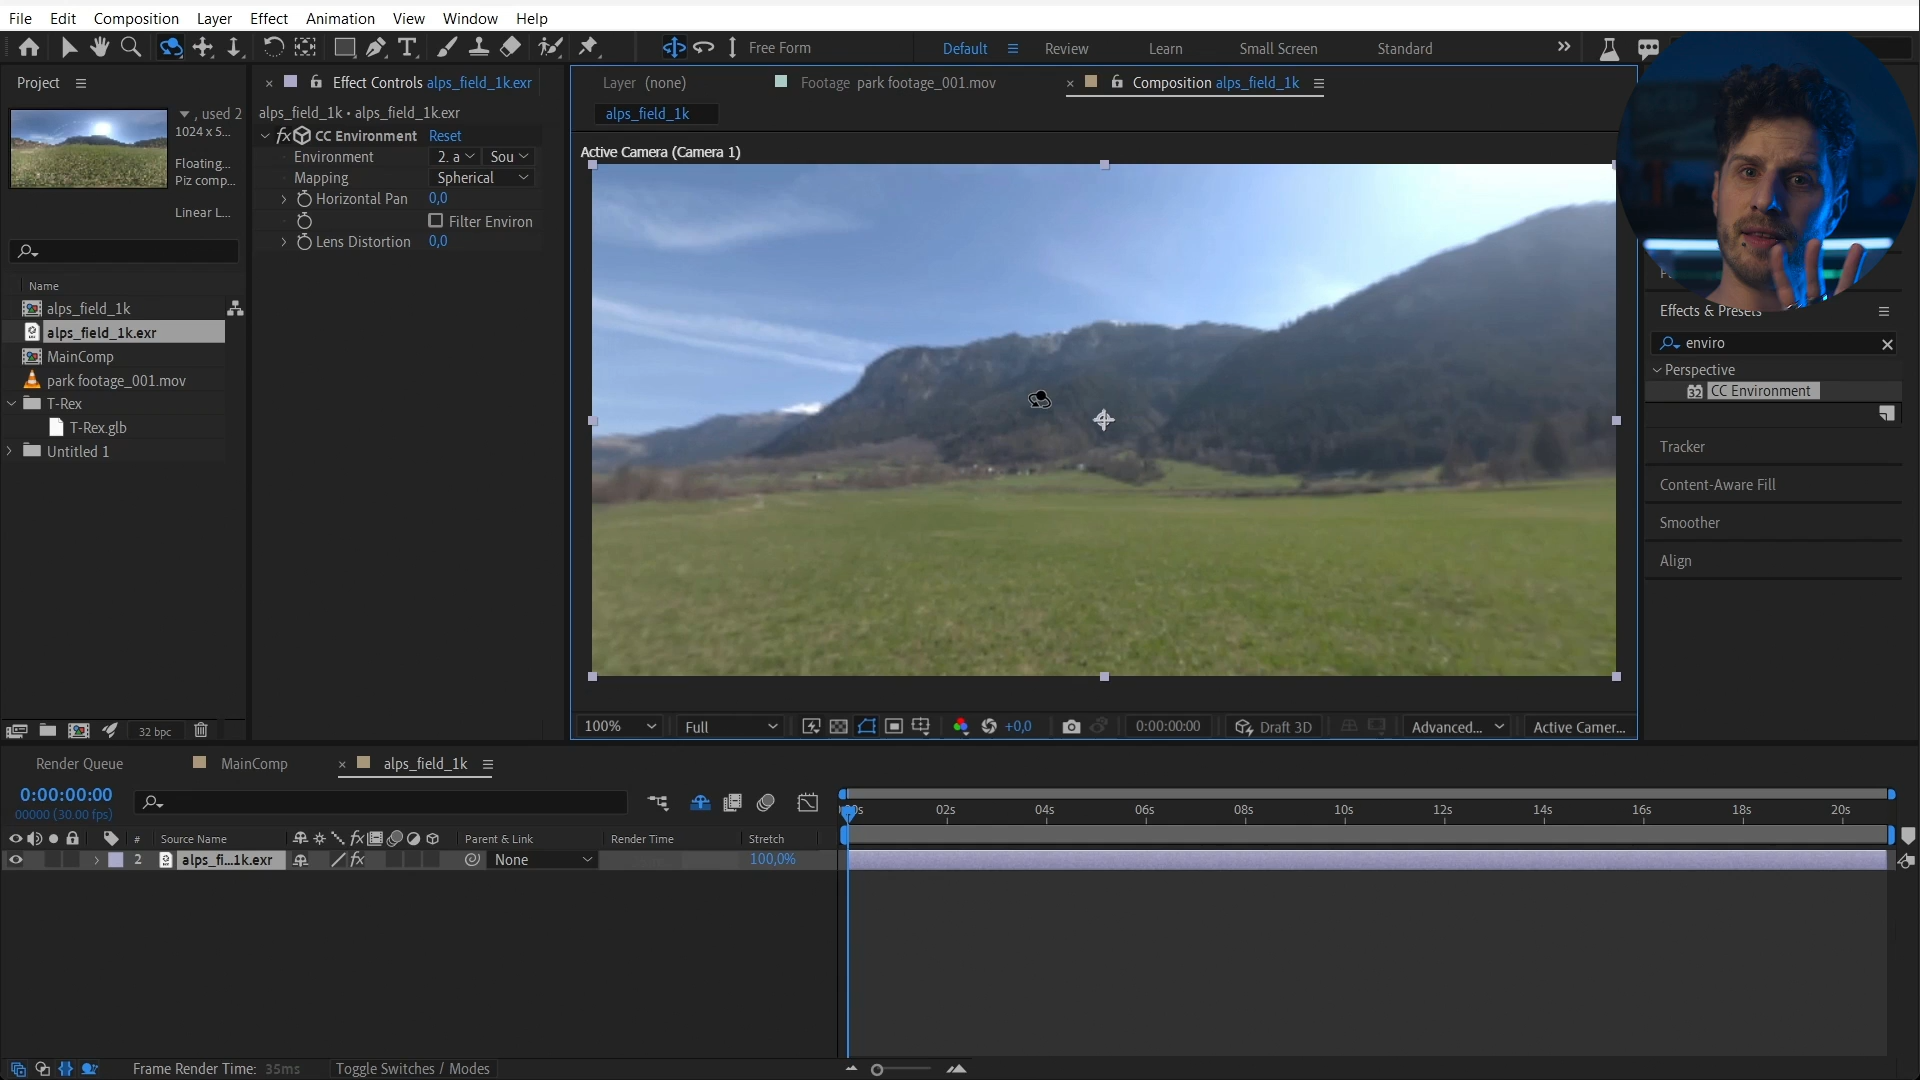 File Edit Composition Layer Effect Animation View Window Help
Free Form Default Review Learn Small Screen Standard
Project
Effect Controls alps_field_1k.exr
Layer (none) Footage park footage_001.mov Composition alps_field_1k
, used 2
1024 x 5...
Floating...
Piz comp...
Linear L...
alps_field_1k • alps_field_1k.exr
fx CC Environment Reset
Environment 2. a Sou
Mapping Spherical
Horizontal Pan 0,0
Filter Environ
Lens Distortion 0,0
alps_field_1k
Active Camera (Camera 1)
Name
alps_field_1k
alps_field_1k.exr
MainComp
park footage_001.mov
T-Rex
T-Rex.glb
Untitled 1
32 bpc
Effects & Presets
enviro
Perspective
32 CC Environment
Tracker
Content-Aware Fill
Smoother
Align
100% Full +0,0 0:00:00:00 Draft 3D Advanced... Active Camer...
Render Queue MainComp alps_field_1k
0:00:00:00
00000 (30.00 fps)
02s 04s 06s 08s 10s 12s 14s 16s 18s 20s
# Source Name fx Parent & Link Render Time Stretch
2 alps_fi...1k.exr fx None 100,0%
Frame Render Time: 35ms Toggle Switches / Modes